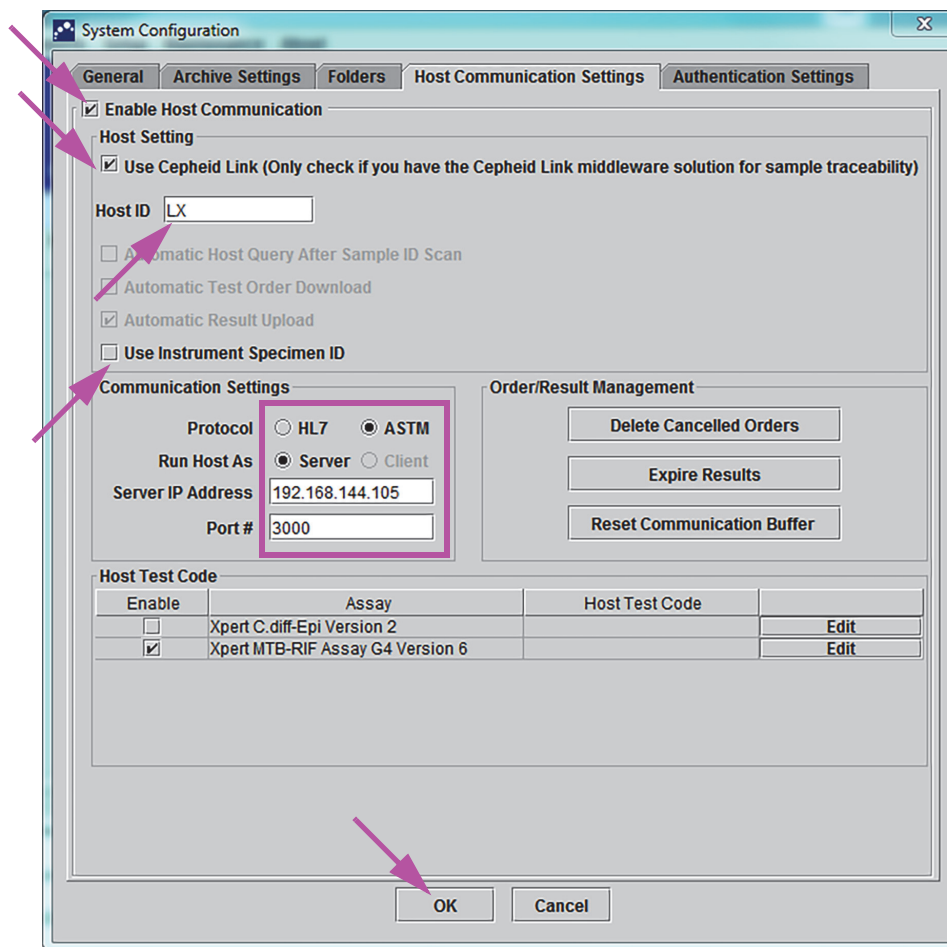 System Configuration
General Archive Settings Folders Host Communication Settings Authentication Settings
Enable Host Communication
Host Setting
Use Cepheid Link (Only check if you have the Cepheid Link middleware solution for sample traceability)
Host ID LX
Automatic Host Query After Sample ID Scan
Automatic Test Order Download
Automatic Result Upload
Use Instrument Specimen ID
Communication Settings
Protocol HL7 ASTM
Run Host As Server Client
Server IP Address 192.168.144.105
Port # 3000
Order/Result Management
Delete Cancelled Orders
Expire Results
Reset Communication Buffer
Host Test Code
Enable Assay Host Test Code
Xpert C.diff-Epi Version 2 Edit
Xpert MTB-RIF Assay G4 Version 6 Edit
OK Cancel